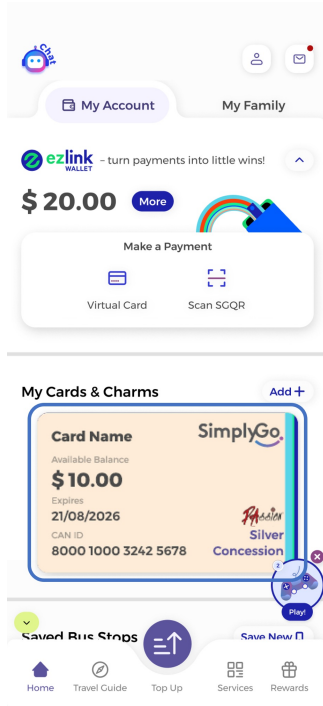 Chat
My Account
My Family
ezlink WALLET – turn payments into little wins!
$ 20.00 More
Make a Payment
Virtual Card Scan SGQR
My Cards & Charms Add +
Card Name SimplyGo.
Available Balance
$ 10.00
Expires
21/08/2026 PAssion
CAN ID Silver
8000 1000 3242 5678 Concession
2
Play!
Saved Bus Stops Save New
Home Travel Guide Top Up Services Rewards